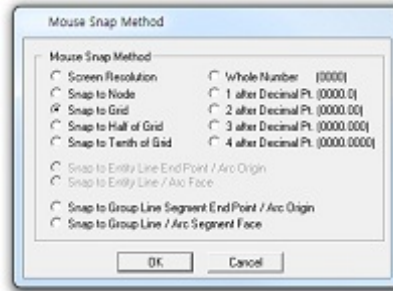 Mouse Snap Method
Mouse Snap Method
Screen Resolution
Snap to Node
Snap to Grid
Snap to Half of Grid
Snap to Tenth of Grid
Whole Number (0000)
1 after Decimal Pt. (0000.0)
2 after Decimal Pt. (0000.00)
3 after Decimal Pt. (0000.000)
4 after Decimal Pt. (0000.0000)
Snap to Entity Line End Point / Arc Origin
Snap to Entity Line / Arc Face
Snap to Group Line Segment End Point / Arc Origin
Snap to Group Line / Arc Segment Face
OK
Cancel